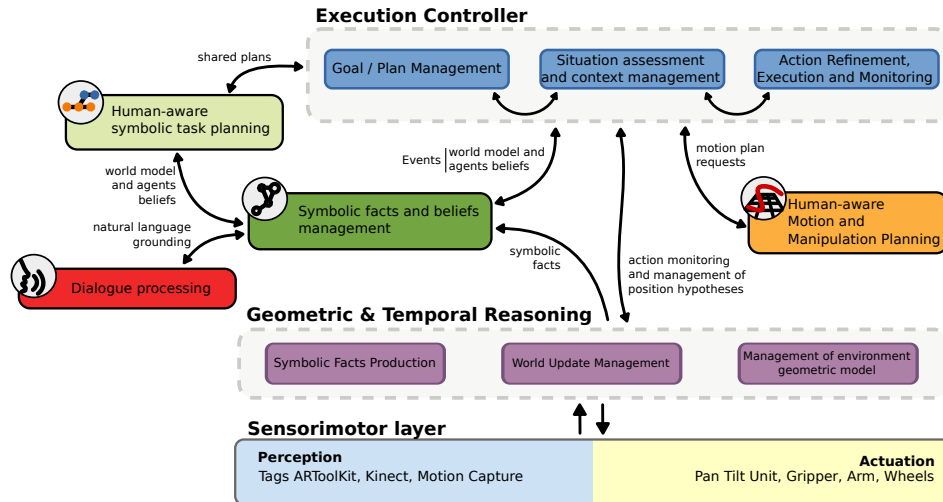 Execution Controller
shared plans
Goal / Plan Management
Situation assessment
and context management
Action Refinement,
Execution and Monitoring
Human-aware
symbolic task planning
world model
and agents
beliefs
Events
world model and
agents beliefs
motion plan
requests
Symbolic facts and beliefs
management
Human-aware
Motion and
Manipulation Planning
natural language
grounding
Dialogue processing
symbolic
facts
action monitoring
and management of
position hypotheses
Geometric & Temporal Reasoning
Symbolic Facts Production
World Update Management
Management of environment
geometric model
Sensorimotor layer
Perception
Tags ARToolKit, Kinect, Motion Capture
Actuation
Pan Tilt Unit, Gripper, Arm, Wheels